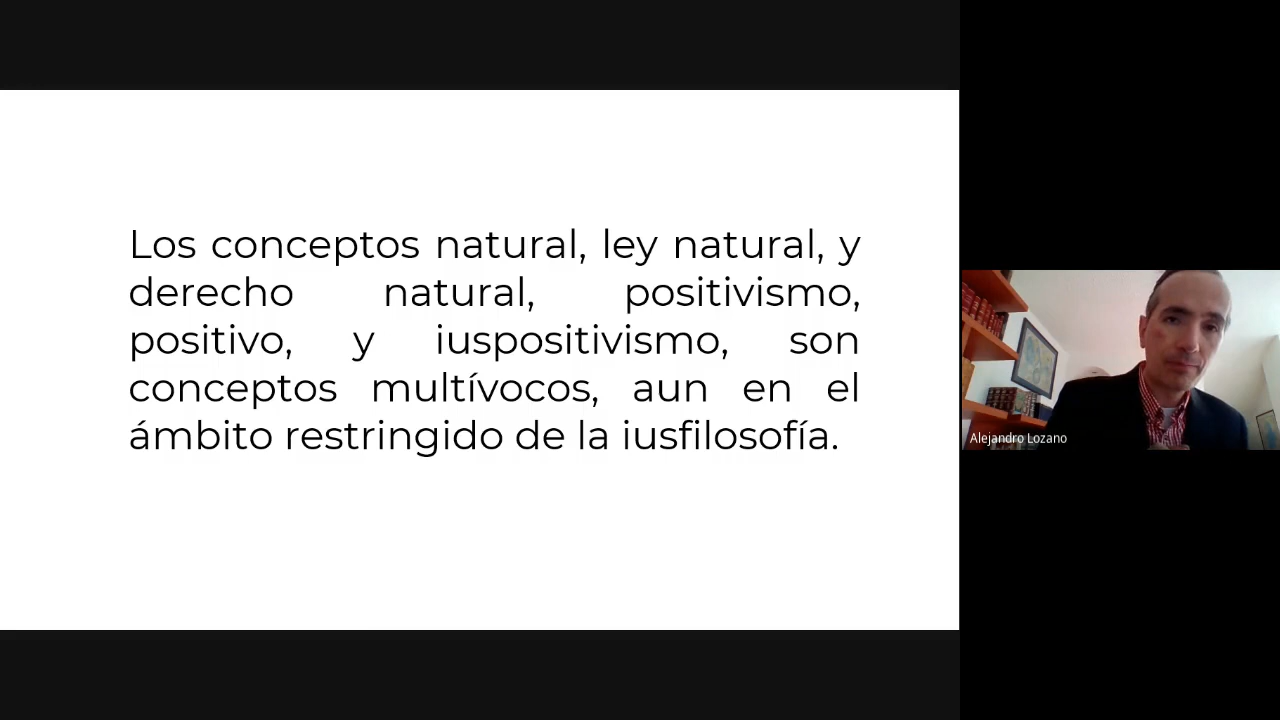 Los conceptos natural, ley natural, y
derecho natural, positivismo,
positivo, y iuspositivismo, son
conceptos multívocos, aun en el
ámbito restringido de la iusfilosofía.
Alejandro Lozano